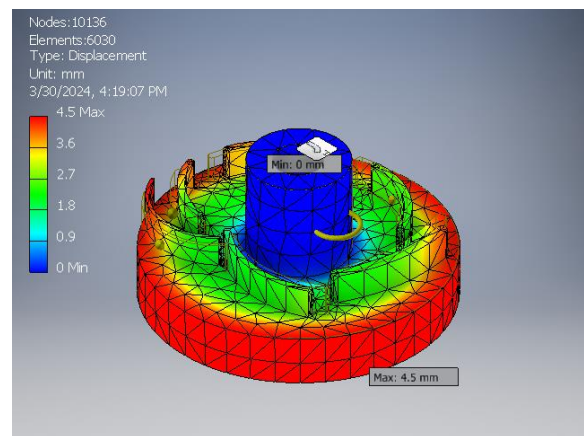 Nodes:10136
Elements:6030
Type: Displacement
Unit: mm
3/30/2024, 4:19:07 PM
4.5 Max
3.6
2.7
1.8
0.9
0 Min
Min: 0 mm
Max: 4.5 mm